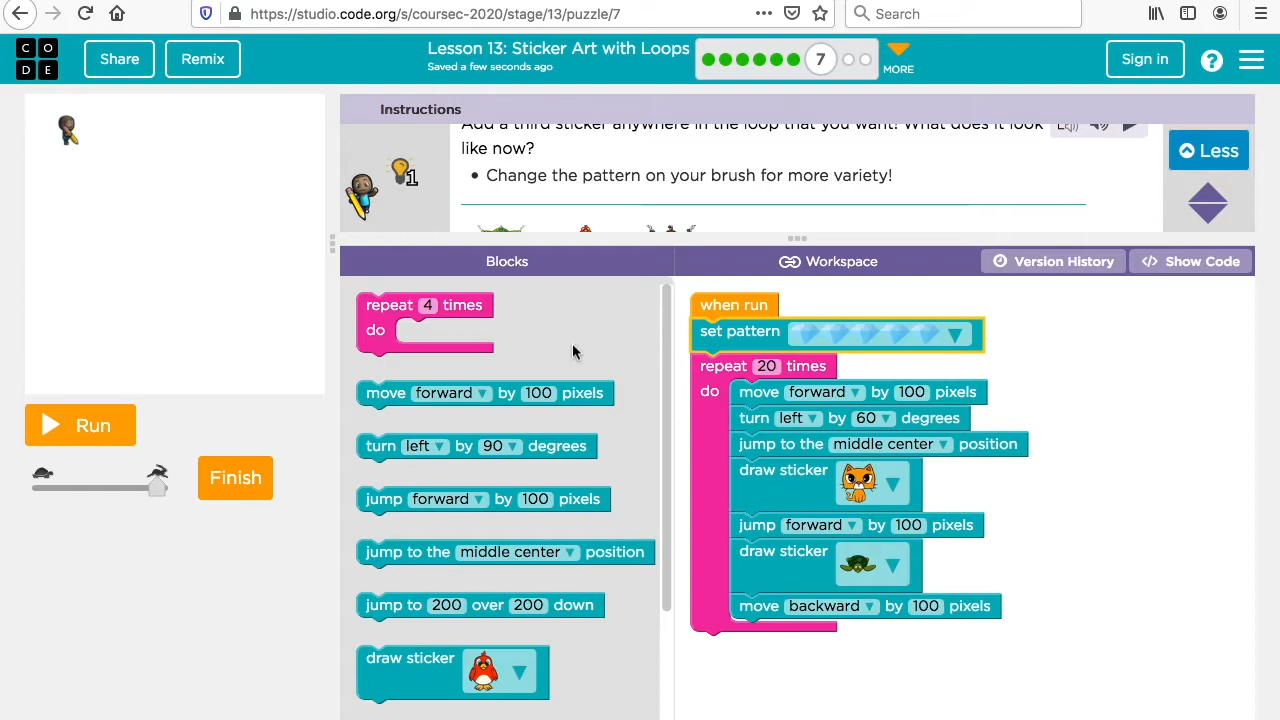 https://studio.code.org/s/coursec-2020/stage/13/puzzle/7
Search
C O
D E
Share
Remix
Lesson 13: Sticker Art with Loops
Saved a few seconds ago
7
MORE
Sign in
?
Instructions
Add a third sticker anywhere in the loop that you want! What does it look
like now?
• Change the pattern on your brush for more variety!
1
Less
Blocks
Workspace
Version History
</> Show Code
Run
Finish
repeat 4 times
do
move forward by 100 pixels
turn left by 90 degrees
jump forward by 100 pixels
jump to the middle center position
jump to 200 over 200 down
draw sticker
when run
set pattern
repeat 20 times
do
move forward by 100 pixels
turn left by 60 degrees
jump to the middle center position
draw sticker
jump forward by 100 pixels
draw sticker
move backward by 100 pixels